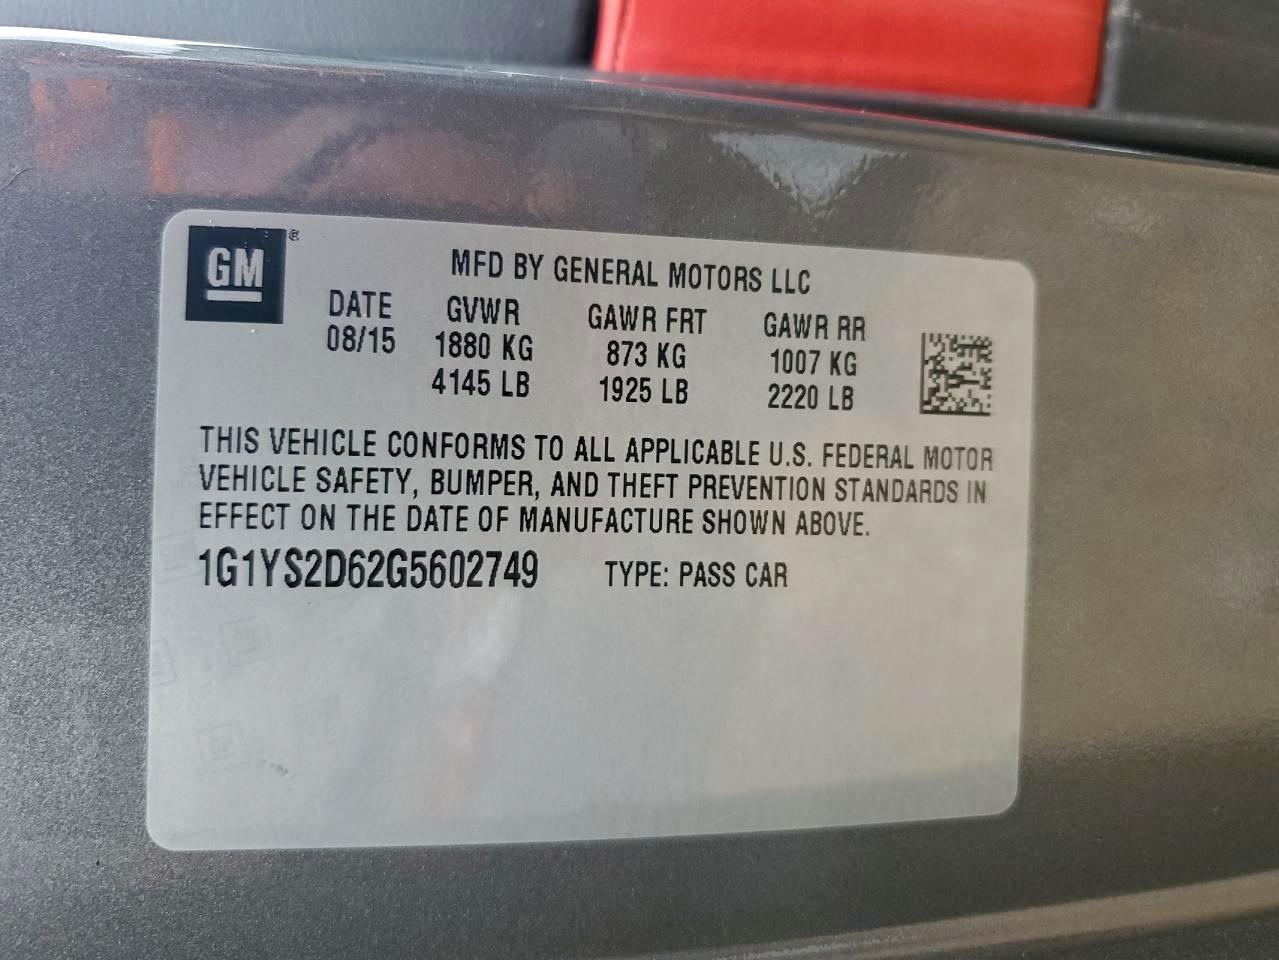 GM ®
MFD BY GENERAL MOTORS LLC
DATE GVWR GAWR FRT GAWR RR
08/15 1880 KG 873 KG 1007 KG
4145 LB 1925 LB 2220 LB
THIS VEHICLE CONFORMS TO ALL APPLICABLE U.S. FEDERAL MOTOR
VEHICLE SAFETY, BUMPER, AND THEFT PREVENTION STANDARDS IN
EFFECT ON THE DATE OF MANUFACTURE SHOWN ABOVE.
1G1YS2D62G5602749 TYPE: PASS CAR